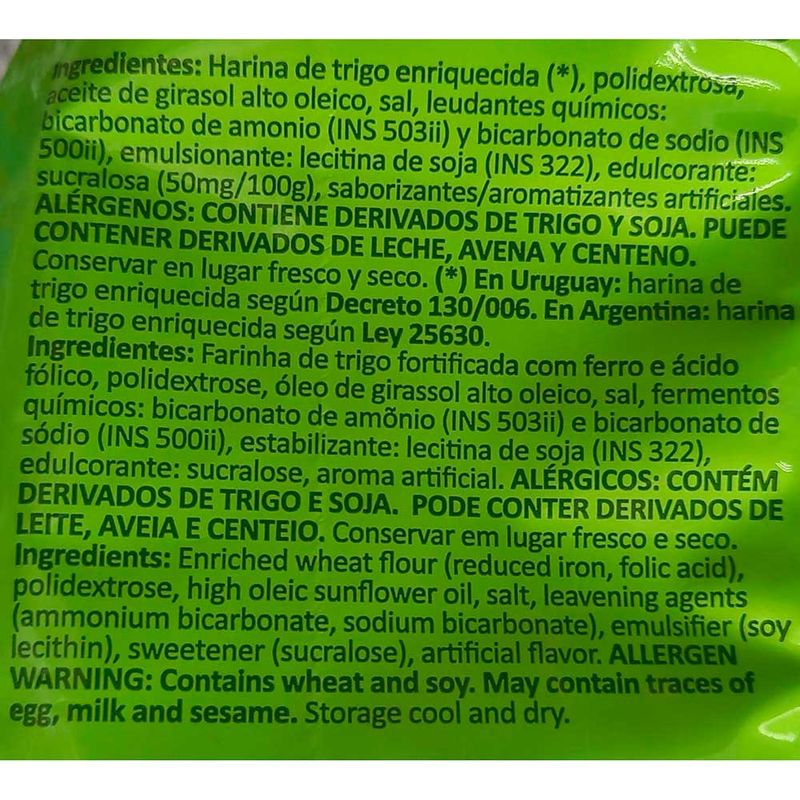 Ingredientes: Harina de trigo enriquecida (*), polidextrosa,
aceite de girasol alto oleico, sal, leudantes químicos:
bicarbonato de amonio (INS 503ii) y bicarbonato de sodio (INS
500ii), emulsionante: lecitina de soja (INS 322), edulcorante:
sucralosa (50mg/100g), saborizantes/aromatizantes artificiales.
ALÉRGENOS: CONTIENE DERIVADOS DE TRIGO Y SOJA. PUEDE
CONTENER DERIVADOS DE LECHE, AVENA Y CENTENO.
Conservar en lugar fresco y seco. (*) En Uruguay: harina de
trigo enriquecida según Decreto 130/006. En Argentina: harina
de trigo enriquecida según Ley 25630.
Ingredientes: Farinha de trigo fortificada com ferro e ácido
fólico, polidextrose, óleo de girassol alto oleico, sal, fermentos
químicos: bicarbonato de amõnio (INS 503ii) e bicarbonato de
sódio (INS 500ii), estabilizante: lecitina de soja (INS 322),
edulcorante: sucralose, aroma artificial. ALÉRGICOS: CONTÉM
DERIVADOS DE TRIGO E SOJA. PODE CONTER DERIVADOS DE
LEITE, AVEIA E CENTEIO. Conservar em lugar fresco e seco.
Ingredients: Enriched wheat flour (reduced iron, folic acid),
polidextrose, high oleic sunflower oil, salt, leavening agents
(ammonium bicarbonate, sodium bicarbonate), emulsifier (soy
lecithin), sweetener (sucralose), artificial flavor. ALLERGEN
WARNING: Contains wheat and soy. May contain traces of
egg, milk and sesame. Storage cool and dry.